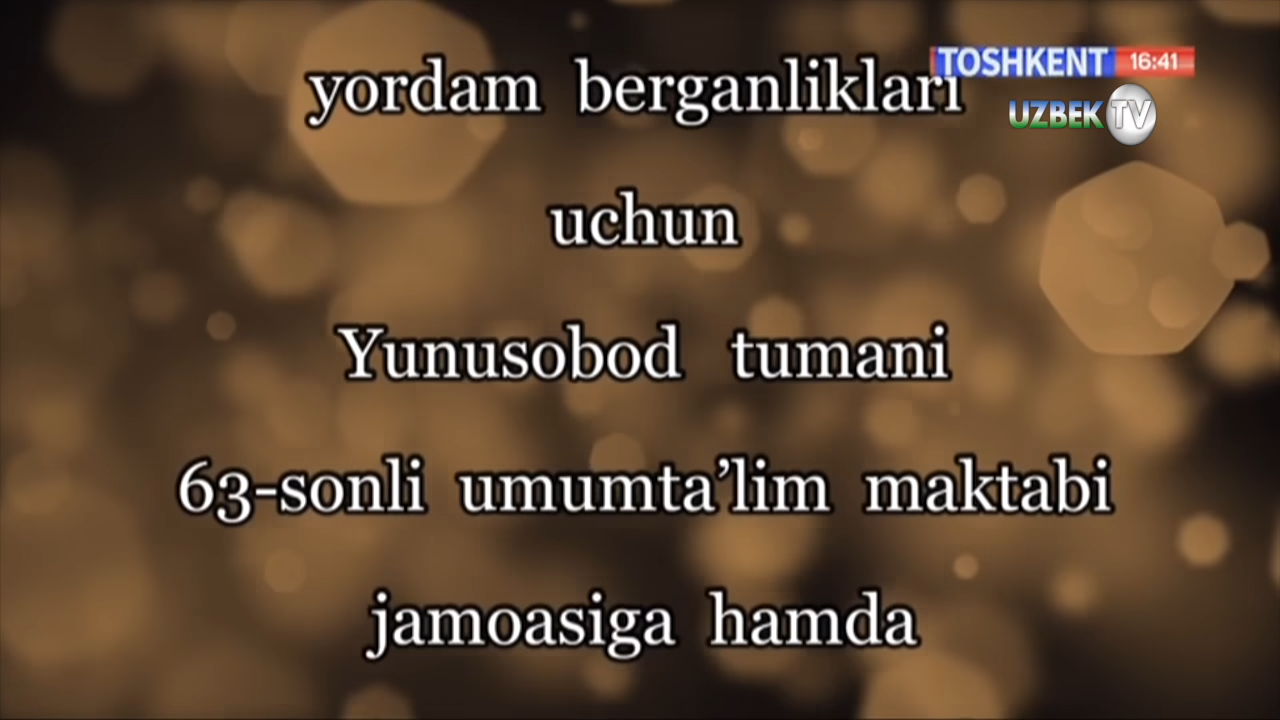 yordam berganliklari
TOSHKENT 16:41
UZBEK TV
uchun
Yunusobod tumani
63-sonli umumta’lim maktabi
jamoasiga hamda